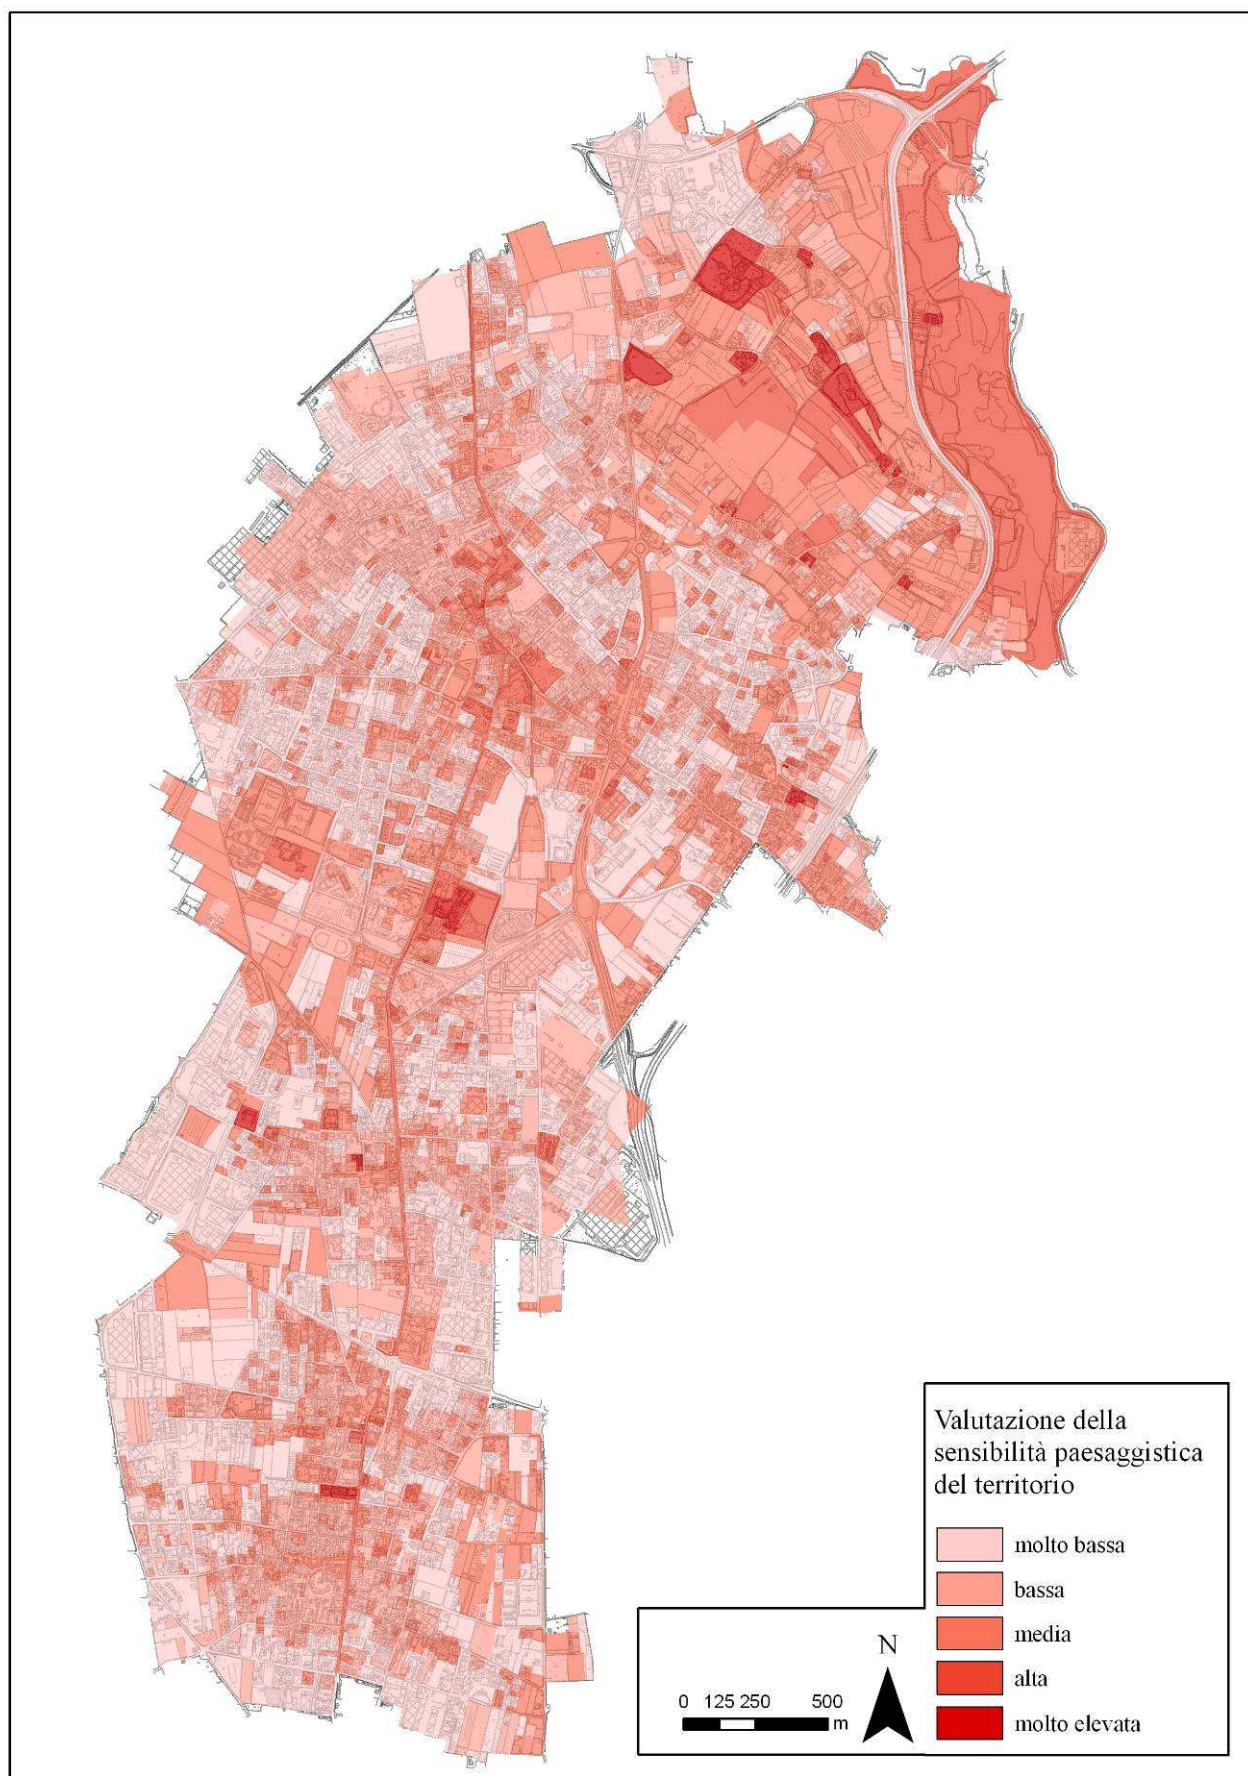 Valutazione della
sensibilità paesaggistica
del territorio
molto bassa
bassa
media
alta
molto elevata
N
0 125 250 500
m